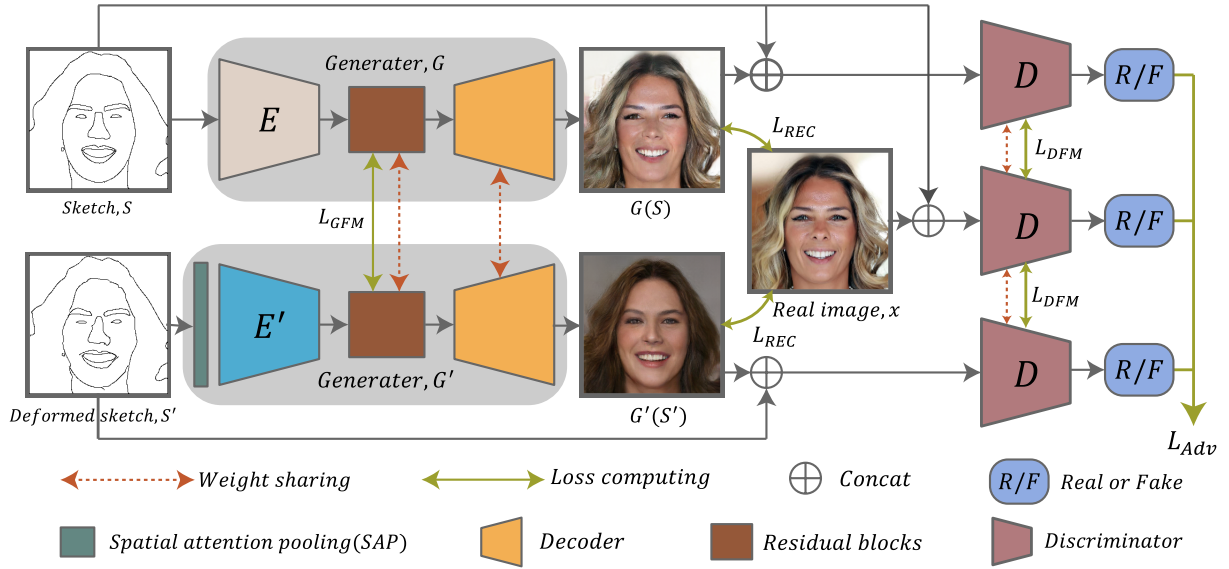 Generater, G
E
Sketch, S
G(S)
L_REC
D
R/F
L_DFM
L_GFM
D
R/F
E′
Generater, G′
Deformed sketch, S′
G′(S′)
Real image, x
L_REC
L_DFM
D
R/F
L_Adv
Weight sharing
Loss computing
Concat
R/F
Real or Fake
Spatial attention pooling(SAP)
Decoder
Residual blocks
Discriminator